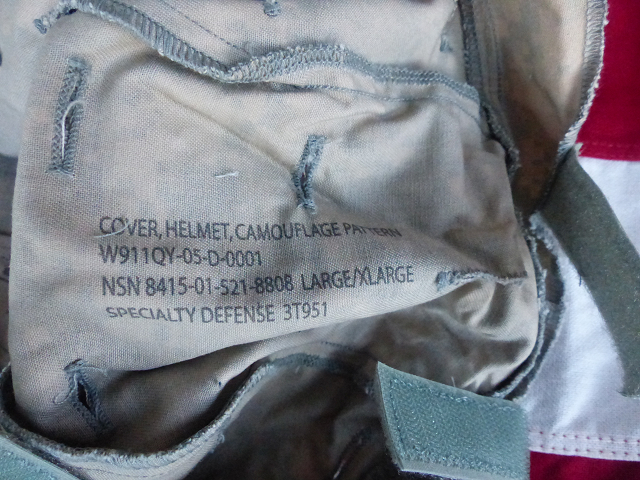 COVER, HELMET, CAMOUFLAGE PATTERN
W911QY-05-D-0001
NSN 8415-01-521-8808 LARGE/XLARGE
SPECIALTY DEFENSE 3T951